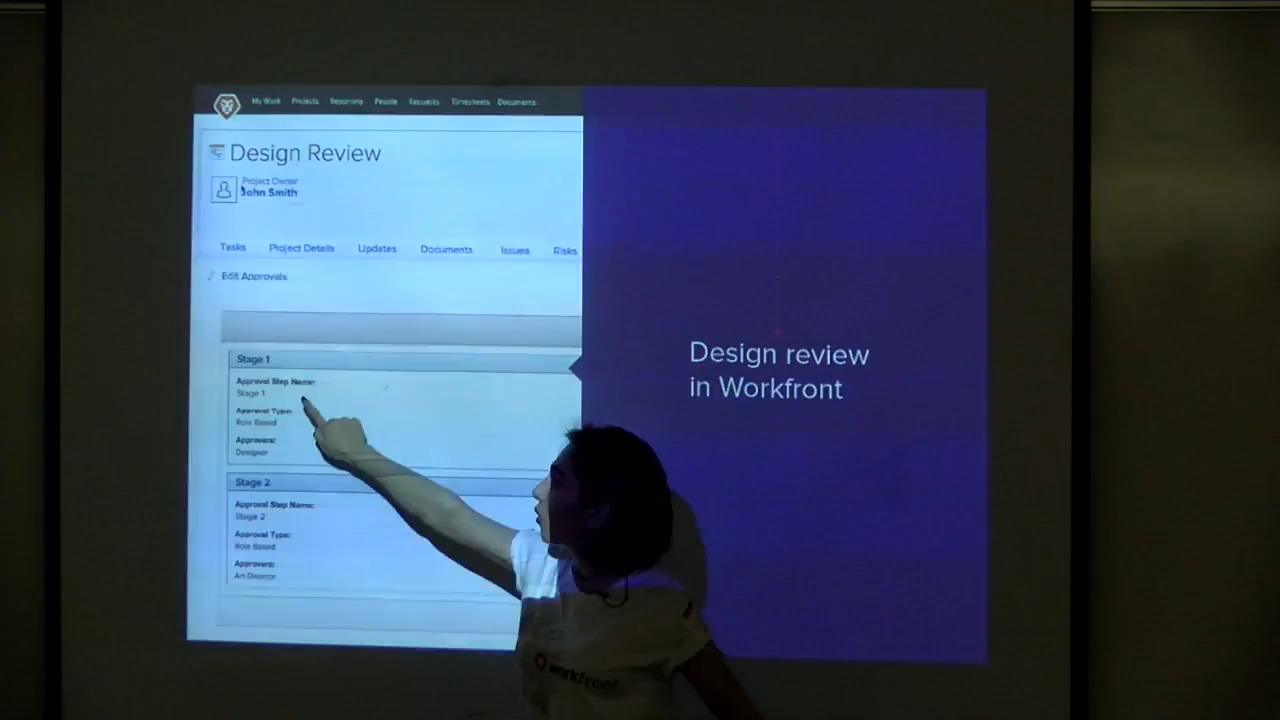 My Work Projects Reporting People Requests Timesheets Documents
Design Review
Project Owner
John Smith
Tasks Project Details Updates Documents Issues Risks
Edit Approvals
Stage 1
Approval Step Name:
Stage 1
Approval Type:
Role Based
Approvers:
Designer
Stage 2
Approval Step Name:
Stage 2
Approval Type:
Role Based
Approvers:
Art Director
Design review
in Workfront
workfront